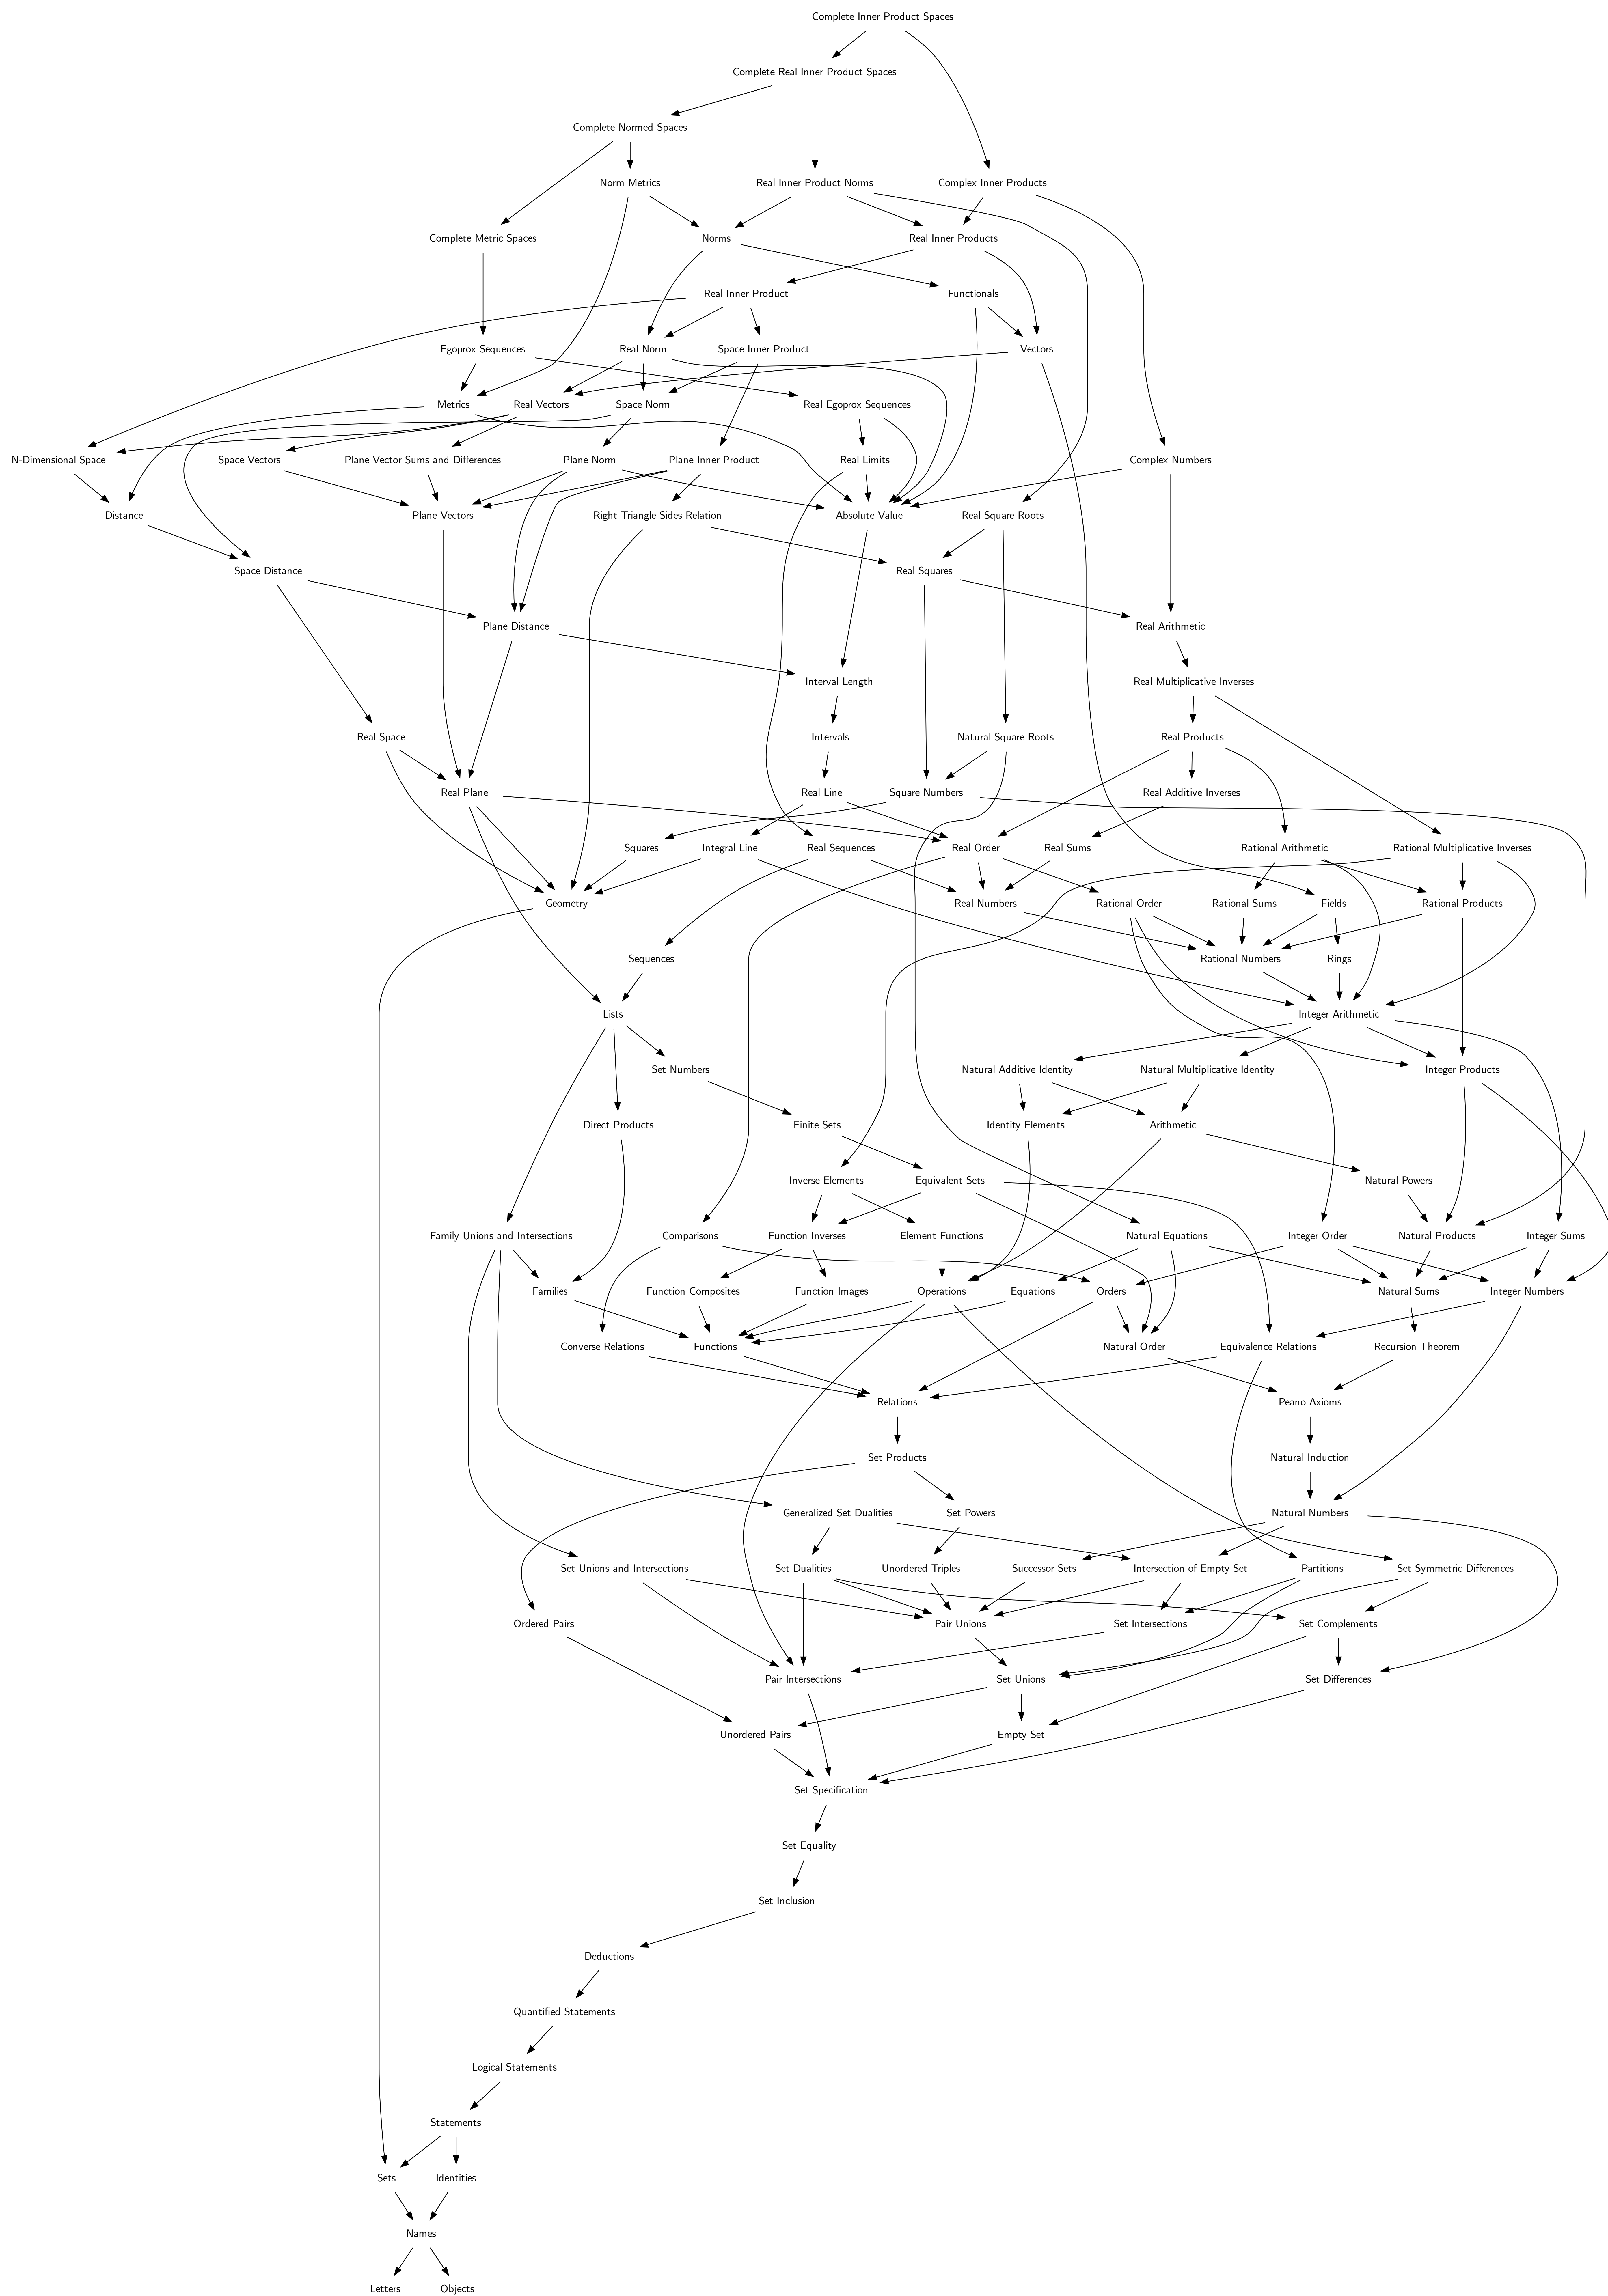 Complete Inner Product Spaces
Complete Real Inner Product Spaces
Complete Normed Spaces
Norm Metrics
Real Inner Product Norms
Complex Inner Products
Complete Metric Spaces
Norms
Real Inner Products
Real Inner Product
Functionals
Egoprox Sequences
Real Norm
Space Inner Product
Vectors
Metrics
Real Vectors
Space Norm
Real Egoprox Sequences
N-Dimensional Space
Space Vectors
Plane Vector Sums and Differences
Plane Norm
Plane Inner Product
Real Limits
Complex Numbers
Distance
Plane Vectors
Right Triangle Sides Relation
Absolute Value
Real Square Roots
Space Distance
Real Squares
Plane Distance
Real Arithmetic
Interval Length
Real Multiplicative Inverses
Real Space
Intervals
Natural Square Roots
Real Products
Real Plane
Real Line
Square Numbers
Real Additive Inverses
Squares
Integral Line
Real Sequences
Real Order
Real Sums
Rational Arithmetic
Rational Multiplicative Inverses
Geometry
Real Numbers
Rational Order
Rational Sums
Fields
Rational Products
Sequences
Rational Numbers
Rings
Lists
Integer Arithmetic
Set Numbers
Natural Additive Identity
Natural Multiplicative Identity
Integer Products
Direct Products
Finite Sets
Identity Elements
Arithmetic
Inverse Elements
Equivalent Sets
Natural Powers
Family Unions and Intersections
Comparisons
Function Inverses
Element Functions
Natural Equations
Integer Order
Natural Products
Integer Sums
Families
Function Composites
Function Images
Operations
Equations
Orders
Natural Sums
Integer Numbers
Converse Relations
Functions
Natural Order
Equivalence Relations
Recursion Theorem
Relations
Peano Axioms
Set Products
Natural Induction
Generalized Set Dualities
Set Powers
Natural Numbers
Set Unions and Intersections
Set Dualities
Unordered Triples
Successor Sets
Intersection of Empty Set
Partitions
Set Symmetric Differences
Ordered Pairs
Pair Unions
Set Intersections
Set Complements
Pair Intersections
Set Unions
Set Differences
Unordered Pairs
Empty Set
Set Specification
Set Equality
Set Inclusion
Deductions
Quantified Statements
Logical Statements
Statements
Sets
Identities
Names
Letters
Objects